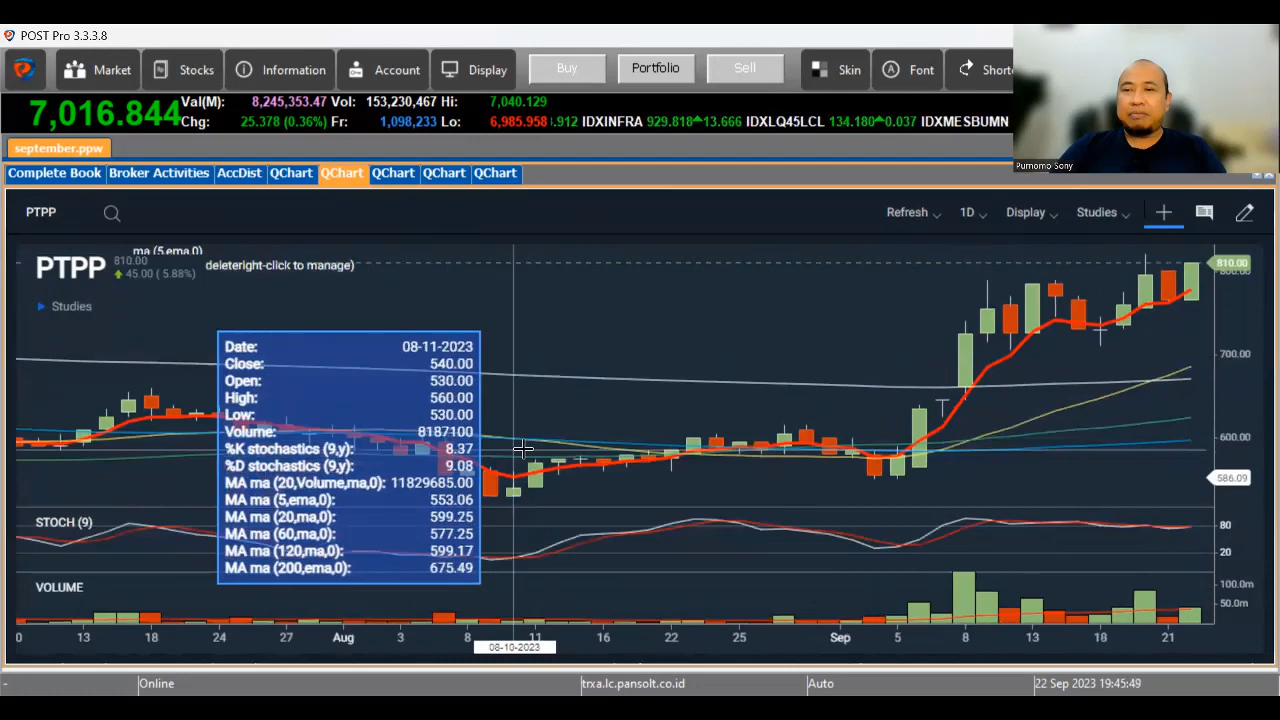 POST Pro 3.3.3.8
Market Stocks Information Account Display Buy Portfolio Sell Skin Font Shorto
7,016.844 Val(M): 8,245,353.47 Vol: 153,230,467 Hi: 7,040.129
Chg: 25.378 (0.36%) Fr: 1,098,233 Lo: 6,985.958 .912 IDXINFRA 929.818 13.666 IDXLQ45LCL 134.180 0.037 IDXMESBUMN
Purnomo Sony
september.ppw
Complete Book Broker Activities AccDist QChart QChart QChart QChart QChart
PTPP Refresh 1D Display Studies
ma (5,ema,0)
deleteright-click to manage)
PTPP 810.00
45.00 ( 5.88%)
Studies
Date: 08-11-2023
Close: 540.00
Open: 530.00
High: 560.00
Low: 530.00
Volume: 8187100
%K stochastics (9,y): 8.37
%D stochastics (9,y): 9.08
MA ma (20,Volume,ma,0): 11829685.00
MA ma (5,ema,0): 553.06
MA ma (20,ma,0): 599.25
MA ma (60,ma,0): 577.25
MA ma (120,ma,0): 599.17
MA ma (200,ema,0): 675.49
810.00
800.00
700.00
600.00
586.09
STOCH (9)
80
20
VOLUME
100.0m
50.0m
0 13 18 24 27 Aug 3 8 11 16 22 25 Sep 5 8 13 18 21
08-10-2023
- Online trxa.lc.pansolt.co.id Auto 22 Sep 2023 19:45:49